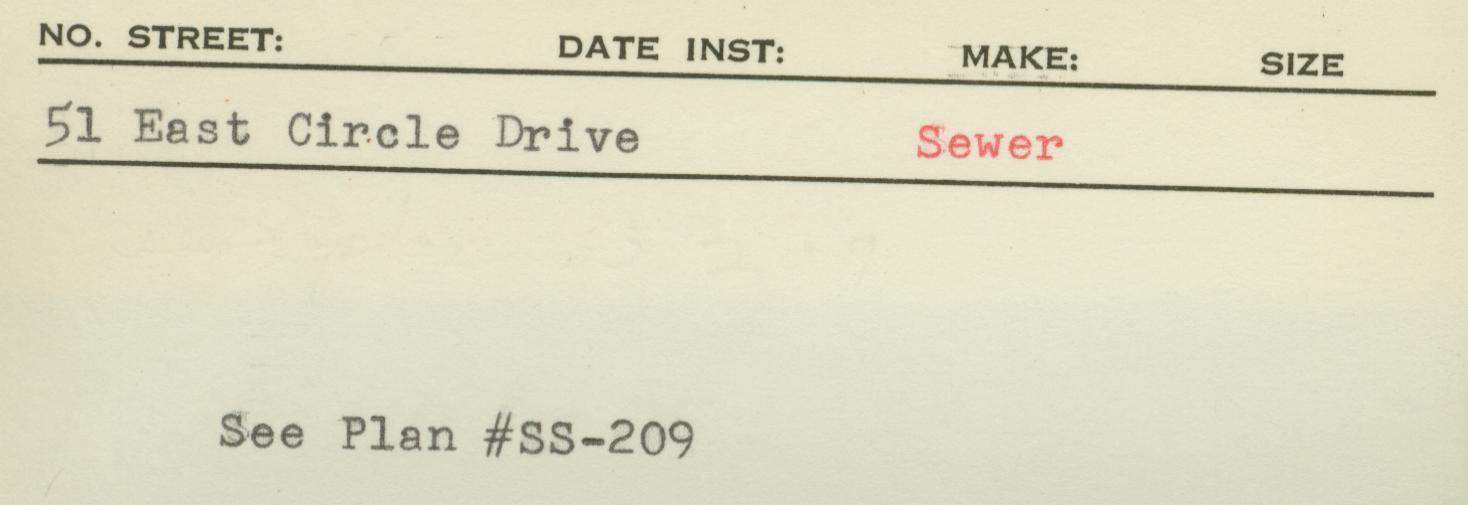 NO. STREET: DATE INST: MAKE: SIZE
51 East Circle Drive Sewer
See Plan #SS-209